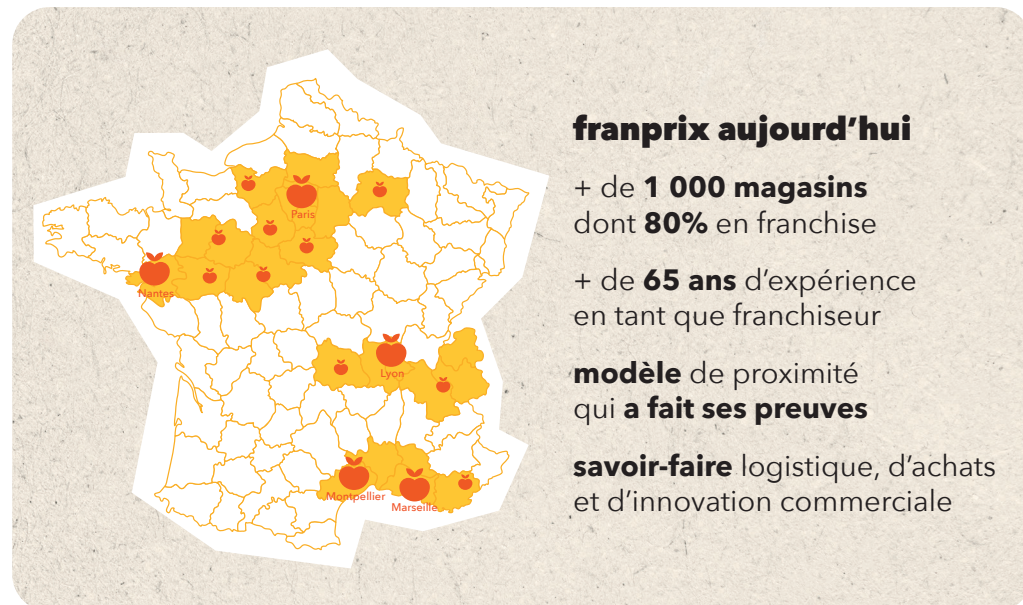 Paris
Nantes
Lyon
Montpellier
Marseille
franprix aujourd’hui
+ de 1 000 magasins
dont 80% en franchise
+ de 65 ans d’expérience
en tant que franchiseur
modèle de proximité
qui a fait ses preuves
savoir-faire logistique, d’achats
et d’innovation commerciale